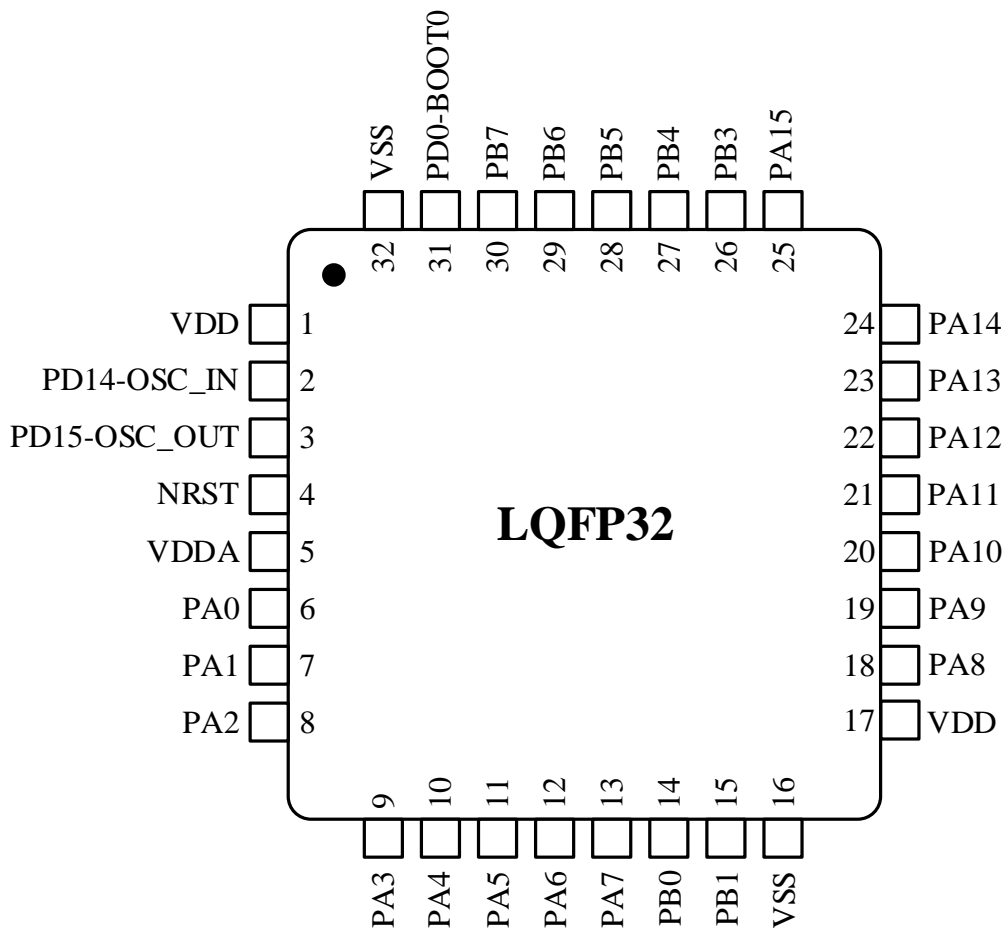 VSS
PD0-BOOT0
PB7
PB6
PB5
PB4
PB3
PA15
32
31
30
29
28
27
26
25
VDD 1
PD14-OSC_IN 2
PD15-OSC_OUT 3
NRST 4
VDDA 5
PA0 6
PA1 7
PA2 8
LQFP32
24 PA14
23 PA13
22 PA12
21 PA11
20 PA10
19 PA9
18 PA8
17 VDD
9
10
11
12
13
14
15
16
PA3
PA4
PA5
PA6
PA7
PB0
PB1
VSS